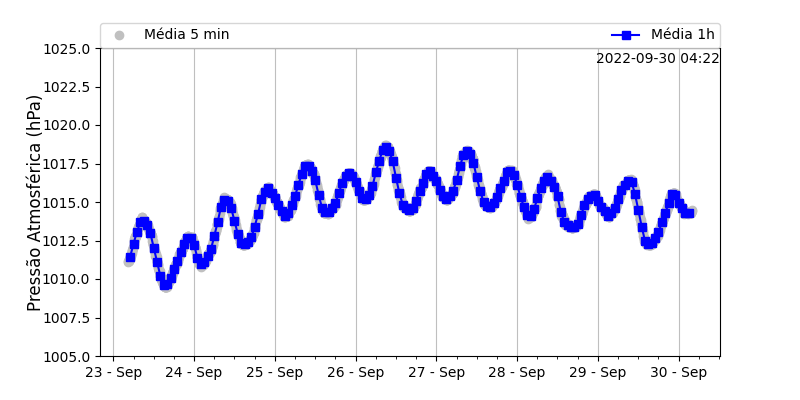 Média 5 min
Média 1h
2022-09-30 04:22
Pressão Atmosférica (hPa)
1025.0
1022.5
1020.0
1017.5
1015.0
1012.5
1010.0
1007.5
1005.0
23 - Sep
24 - Sep
25 - Sep
26 - Sep
27 - Sep
28 - Sep
29 - Sep
30 - Sep